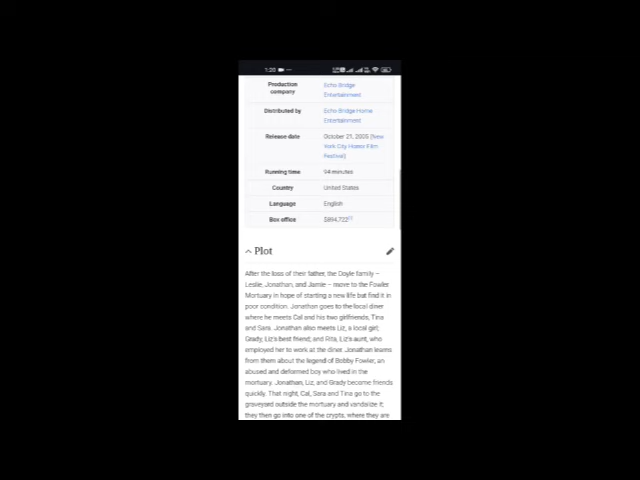 1:20
Production company
Echo Bridge Entertainment
Distributed by
Echo Bridge Home Entertainment
Release date
October 21, 2005 (New York City Horror Film Festival)
Running time
94 minutes
Country
United States
Language
English
Box office
$894,722
Plot
After the loss of their father, the Doyle family –
Leslie, Jonathan, and Jamie – move to the Fowler
Mortuary in hope of starting a new life but find it in
poor condition. Jonathan goes to the local diner
where he meets Cal and his two girlfriends, Tina
and Sara. Jonathan also meets Liz, a local girl;
Grady, Liz's best friend; and Rita, Liz's aunt, who
employed her to work at the diner. Jonathan learns
from them about the legend of Bobby Fowler, an
abused and deformed boy who lived in the
mortuary. Jonathan, Liz, and Grady become friends
quickly. That night, Cal, Sara and Tina go to the
graveyard outside the mortuary and vandalize it;
they then go into one of the crypts, where they are